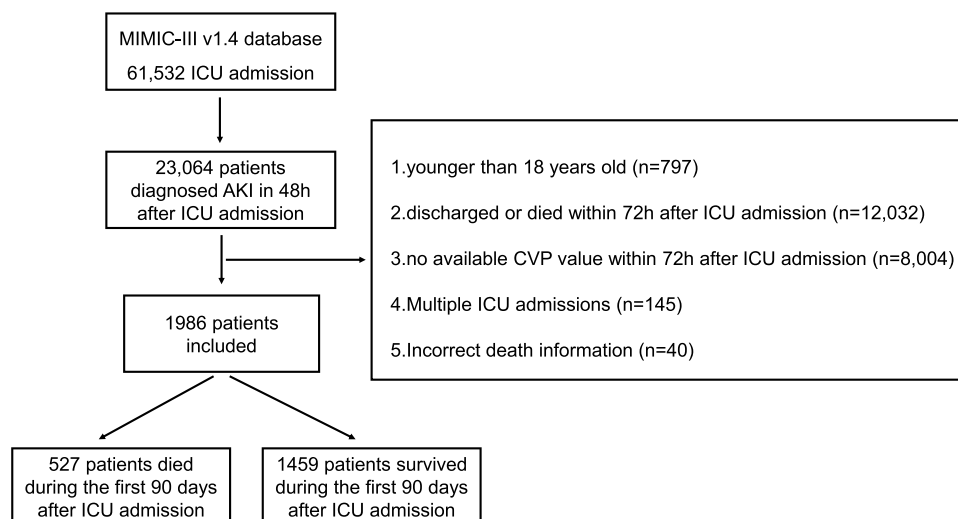 MIMIC-III v1.4 database
61,532 ICU admission
23,064 patients
diagnosed AKI in 48h
after ICU admission
1.younger than 18 years old (n=797)
2.discharged or died within 72h after ICU admission (n=12,032)
3.no available CVP value within 72h after ICU admission (n=8,004)
4.Multiple ICU admissions (n=145)
5.Incorrect death information (n=40)
1986 patients
included
527 patients died
during the first 90 days
after ICU admission
1459 patients survived
during the first 90 days
after ICU admission